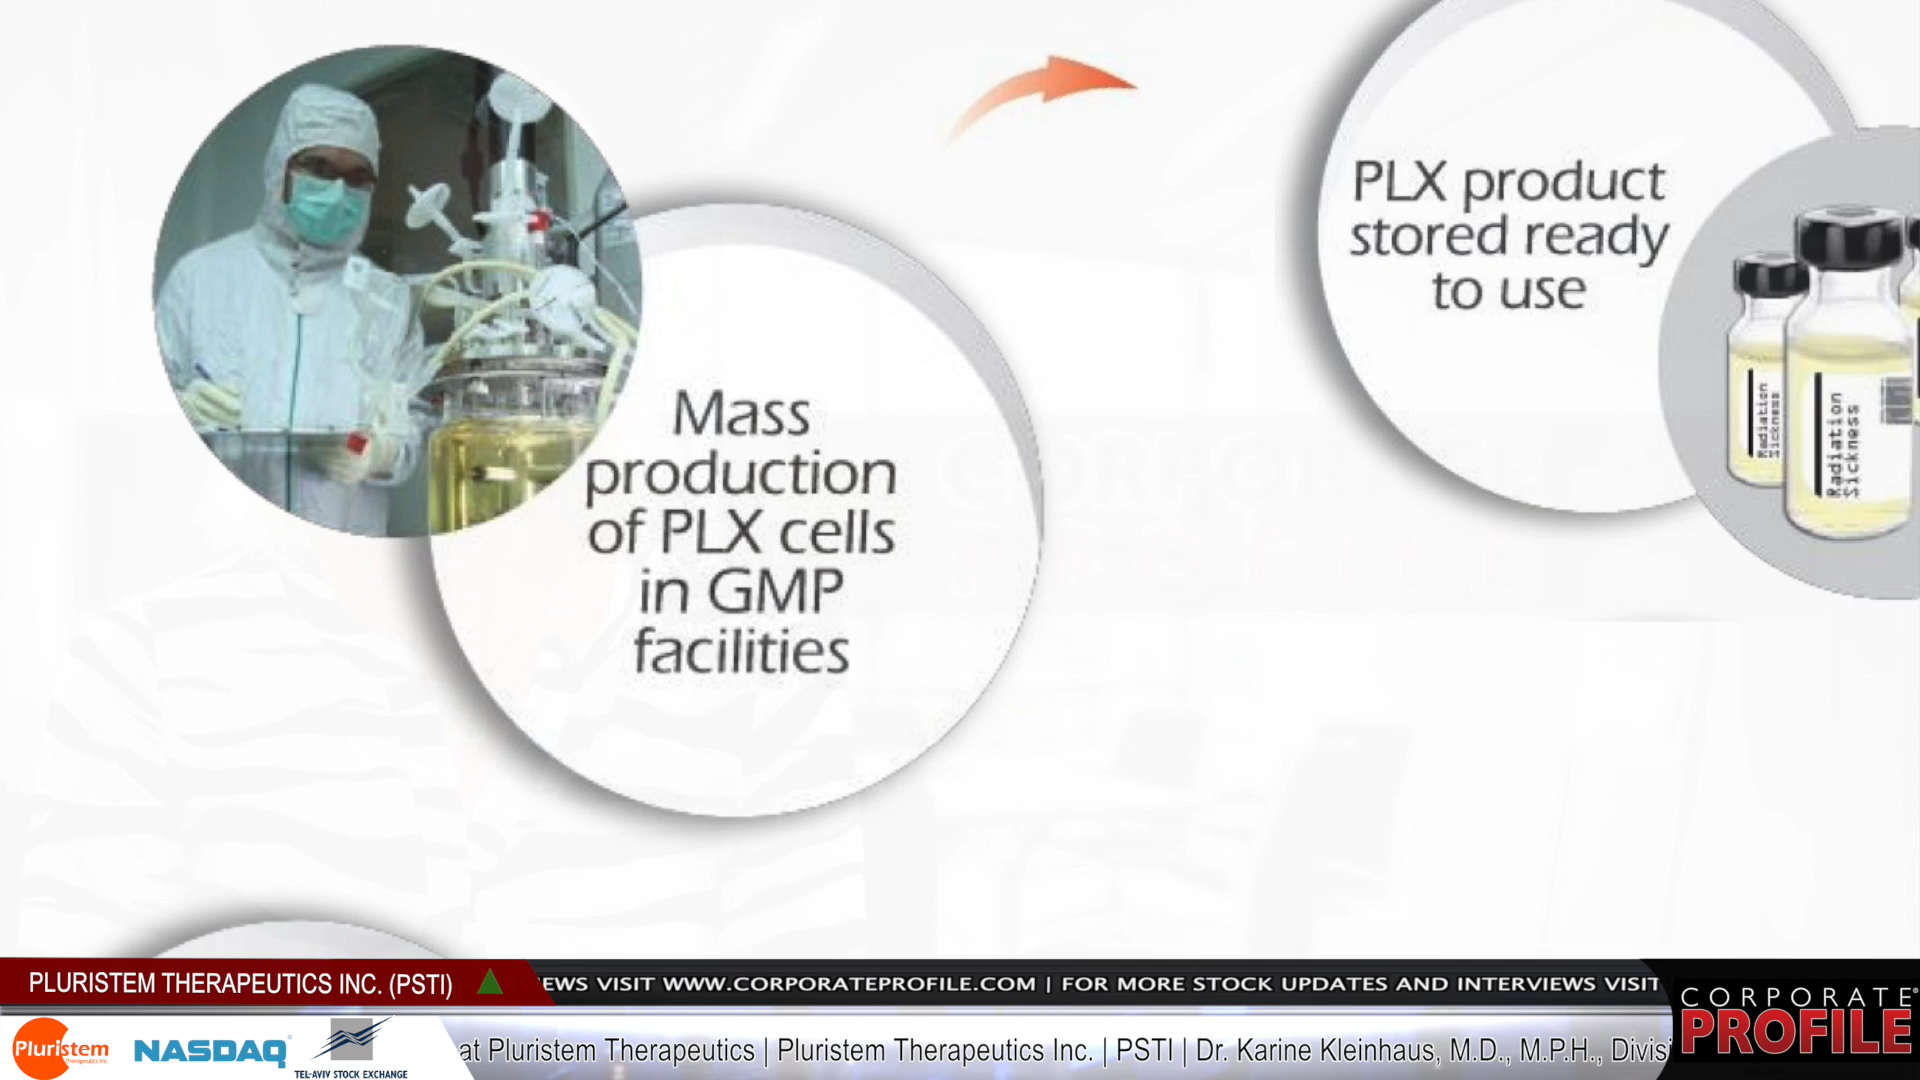 PLX product
stored ready
to use
Radiation
Sickness
Radiation
Sickness
Mass
production
of PLX cells
in GMP
facilities
PLURISTEM THERAPEUTICS INC. (PSTI)
EWS VISIT WWW.CORPORATEPROFILE.COM | FOR MORE STOCK UPDATES AND INTERVIEWS VISIT
CORPORATE
PROFILE
Pluristem
NASDAQ
TEL-AVIV STOCK EXCHANGE
at Pluristem Therapeutics | Pluristem Therapeutics Inc. | PSTI | Dr. Karine Kleinhaus, M.D., M.P.H., Divisi